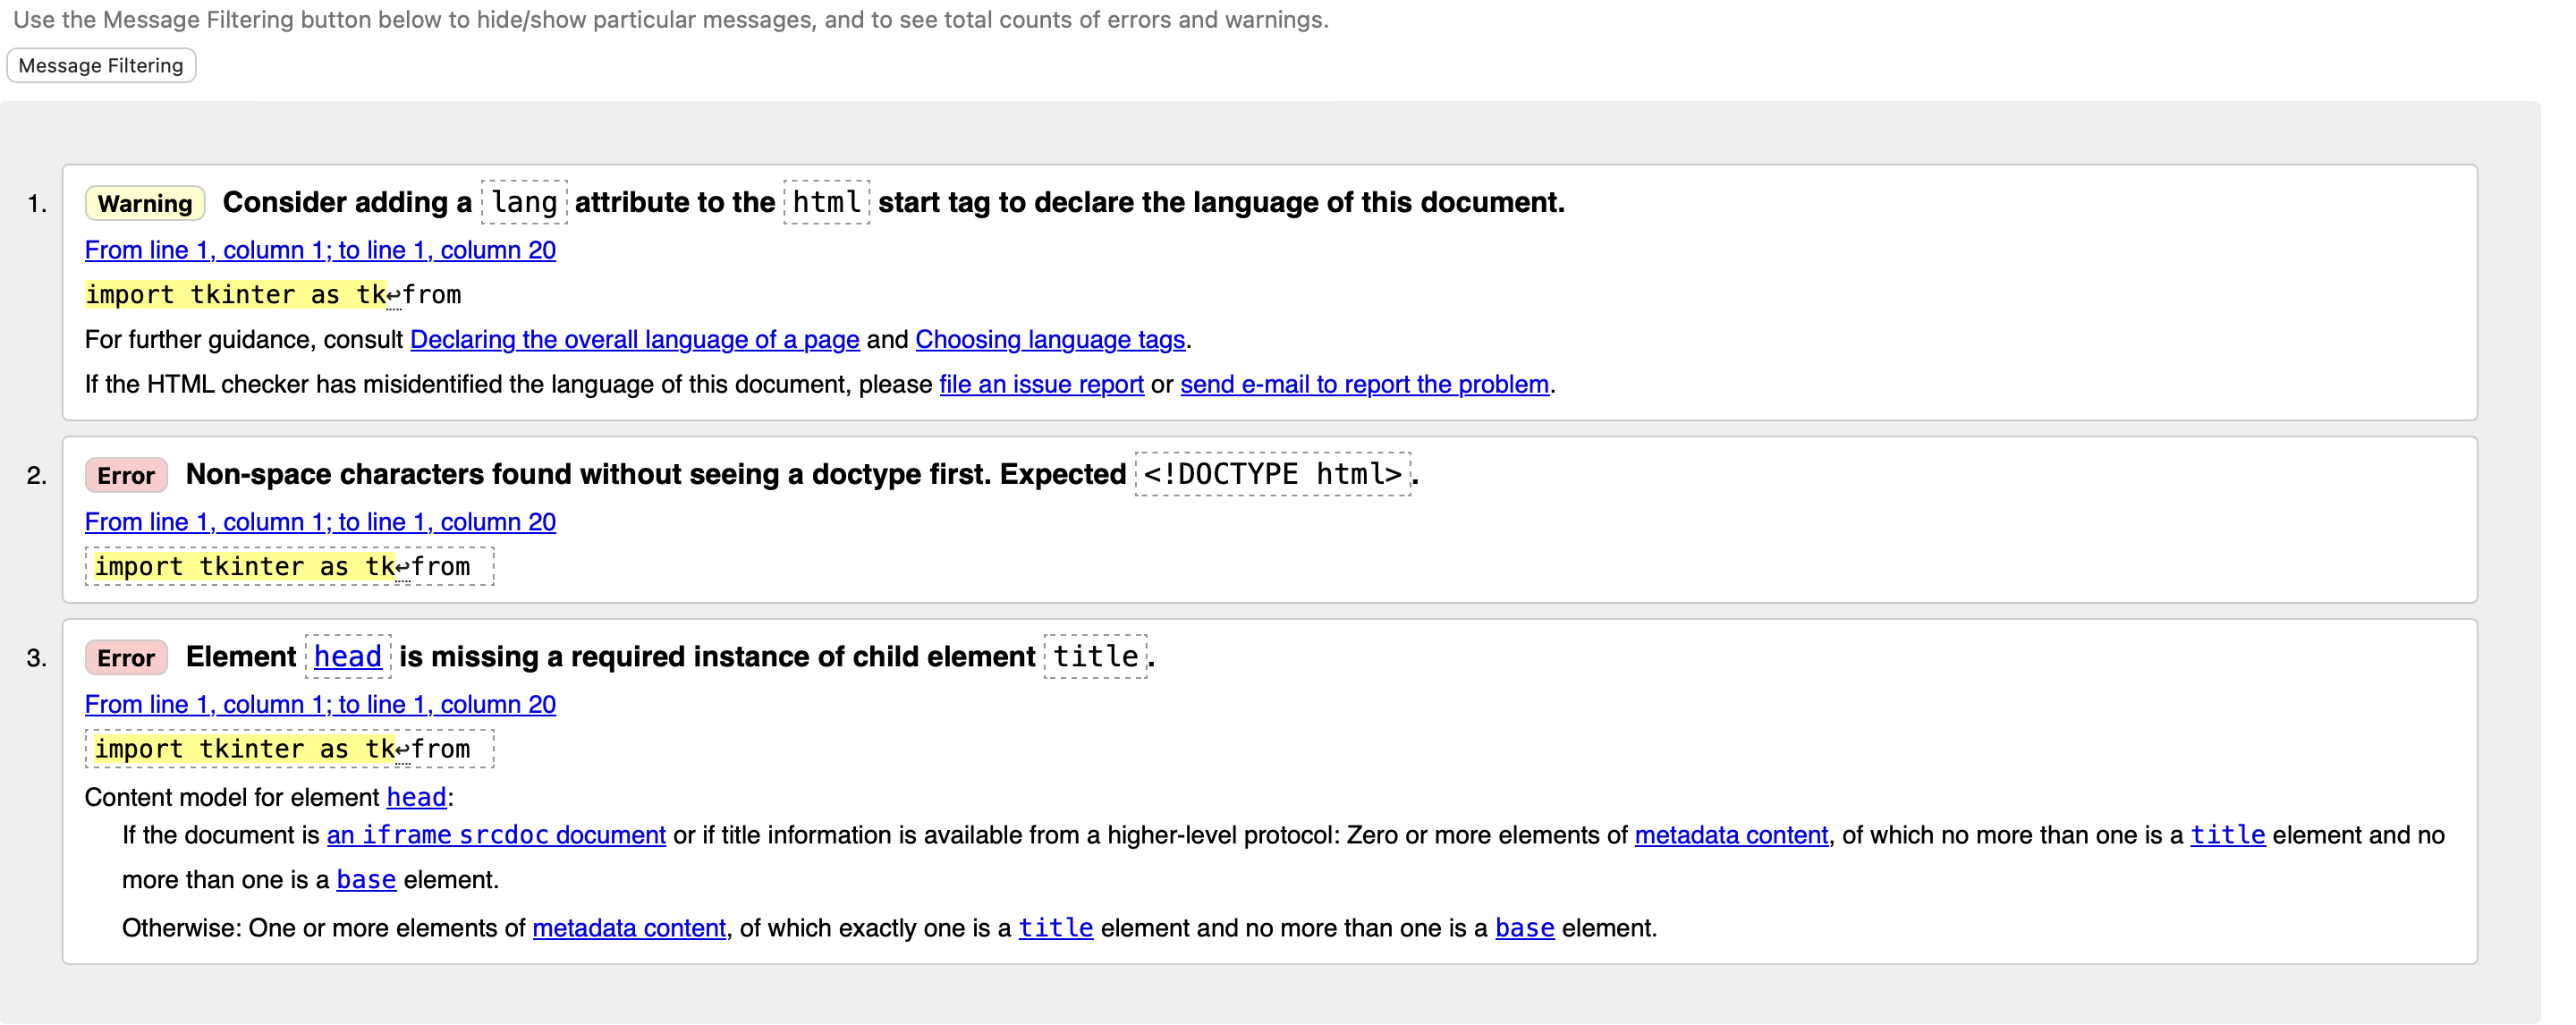 Use the Message Filtering button below to hide/show particular messages, and to see total counts of errors and warnings.
Message Filtering
1. Warning Consider adding a lang attribute to the html start tag to declare the language of this document.
From line 1, column 1; to line 1, column 20
import tkinter as tk↩from
For further guidance, consult Declaring the overall language of a page and Choosing language tags.
If the HTML checker has misidentified the language of this document, please file an issue report or send e-mail to report the problem.
2. Error Non-space characters found without seeing a doctype first. Expected <!DOCTYPE html>.
From line 1, column 1; to line 1, column 20
import tkinter as tk↩from
3. Error Element head is missing a required instance of child element title.
From line 1, column 1; to line 1, column 20
import tkinter as tk↩from
Content model for element head:
If the document is an iframe srcdoc document or if title information is available from a higher-level protocol: Zero or more elements of metadata content, of which no more than one is a title element and no
more than one is a base element.
Otherwise: One or more elements of metadata content, of which exactly one is a title element and no more than one is a base element.